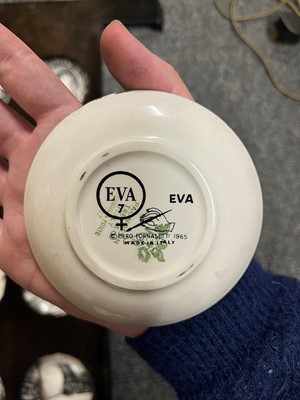 EVA
7
EVA
© PIERO FORNASETTI 1965
MADE IN ITALY